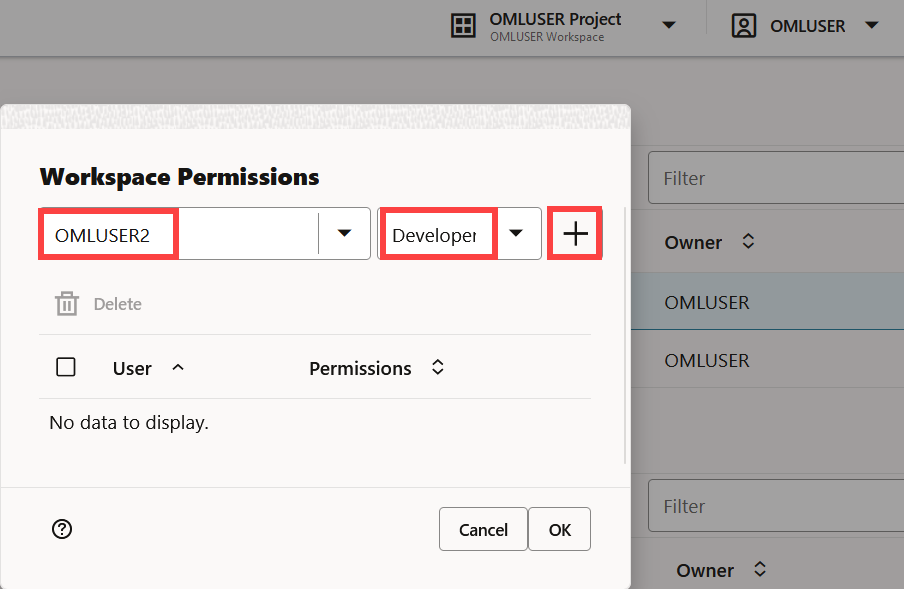 OMLUSER Project
OMLUSER Workspace
OMLUSER
Workspace Permissions
OMLUSER2
Developer
Delete
User
Permissions
No data to display.
Cancel
OK
Filter
Owner
OMLUSER
OMLUSER
Filter
Owner